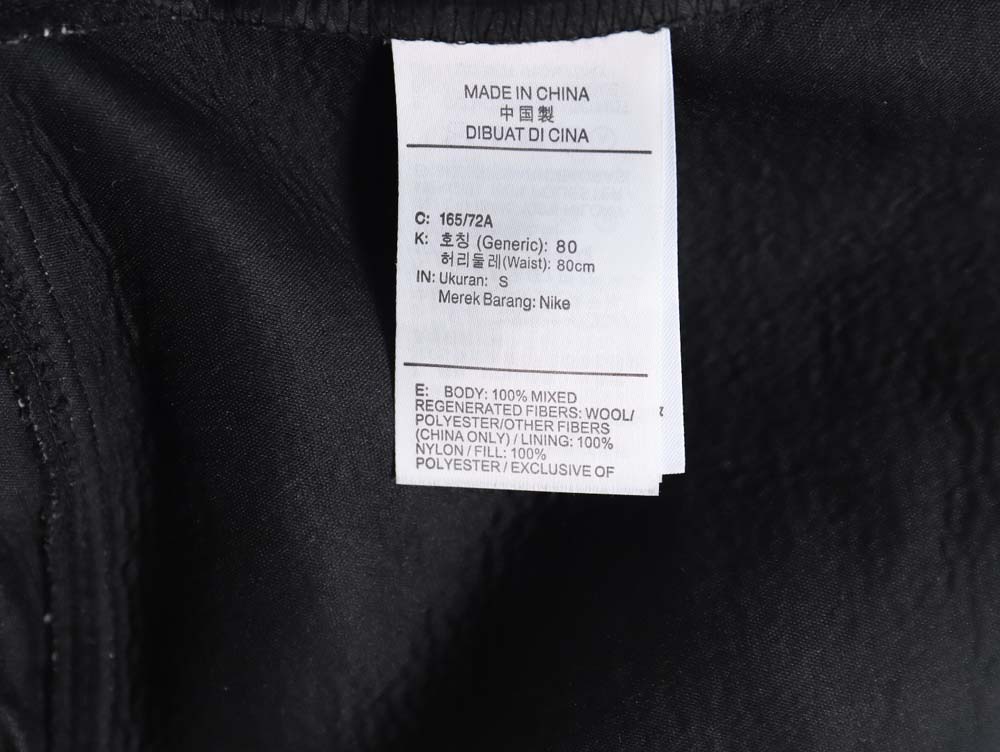 MADE IN CHINA
中国製
DIBUAT DI CINA
C: 165/72A
K: 호칭 (Generic): 80
허리둘레(Waist): 80cm
IN: Ukuran: S
Merek Barang: Nike
E: BODY: 100% MIXED
REGENERATED FIBERS: WOOL/
POLYESTER/OTHER FIBERS
(CHINA ONLY) / LINING: 100%
NYLON / FILL: 100%
POLYESTER / EXCLUSIVE OF